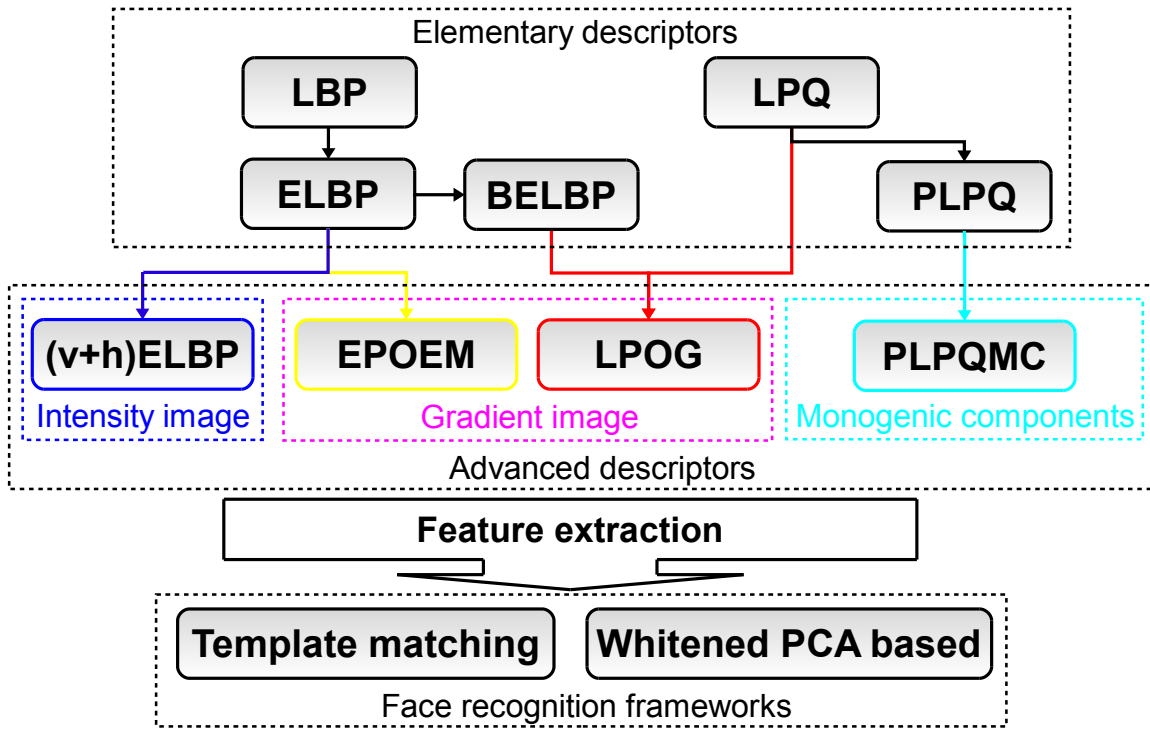 Elementary descriptors
LBP
LPQ
ELBP
BELBP
PLPQ
(v+h)ELBP
EPOEM
LPOG
PLPQMC
Intensity image
Gradient image
Monogenic components
Advanced descriptors
Feature extraction
Template matching
Whitened PCA based
Face recognition frameworks